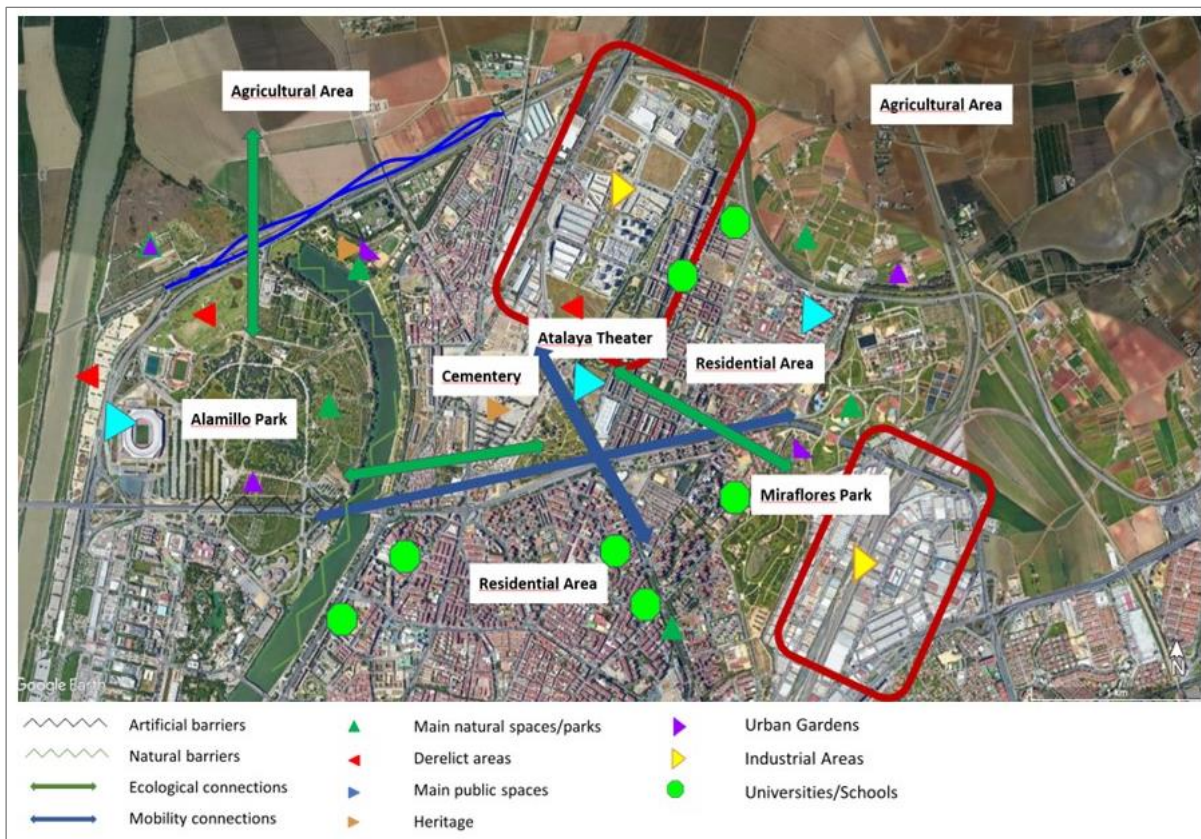 Agricultural Area
Agricultural Area
Atalaya Theater
Residential Area
Cementery
Alamillo Park
Miraflores Park
Residential Area
N
Google Earth
1 km
Artificial barriers
Main natural spaces/parks
Urban Gardens
Natural barriers
Derelict areas
Industrial Areas
Ecological connections
Main public spaces
Universities/Schools
Mobility connections
Heritage